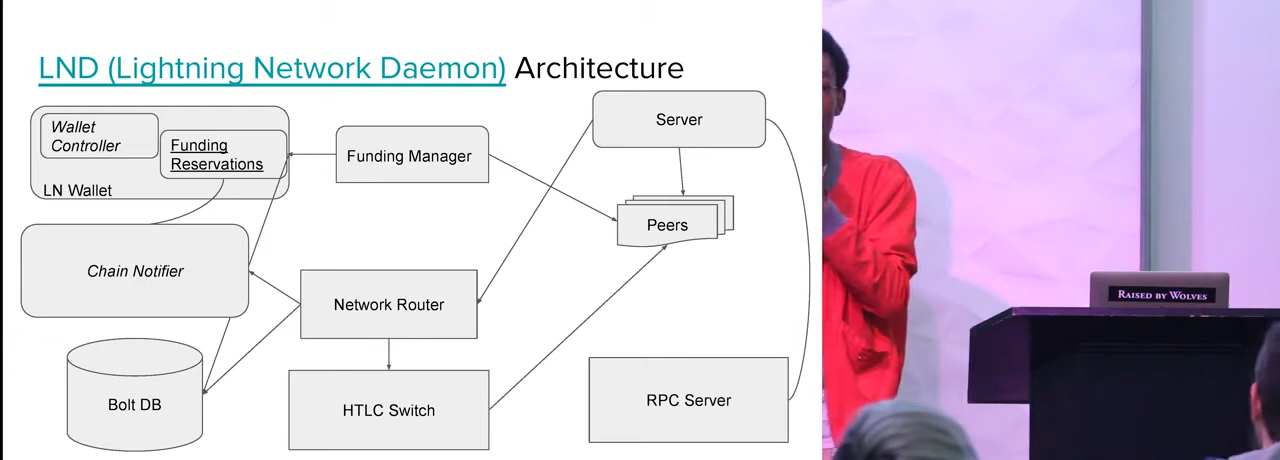 LND (Lightning Network Daemon) Architecture
Wallet
Controller
Funding
Reservations
LN Wallet
Funding Manager
Server
Peers
Chain Notifier
Network Router
Bolt DB
HTLC Switch
RPC Server
RAISED BY WOLVES